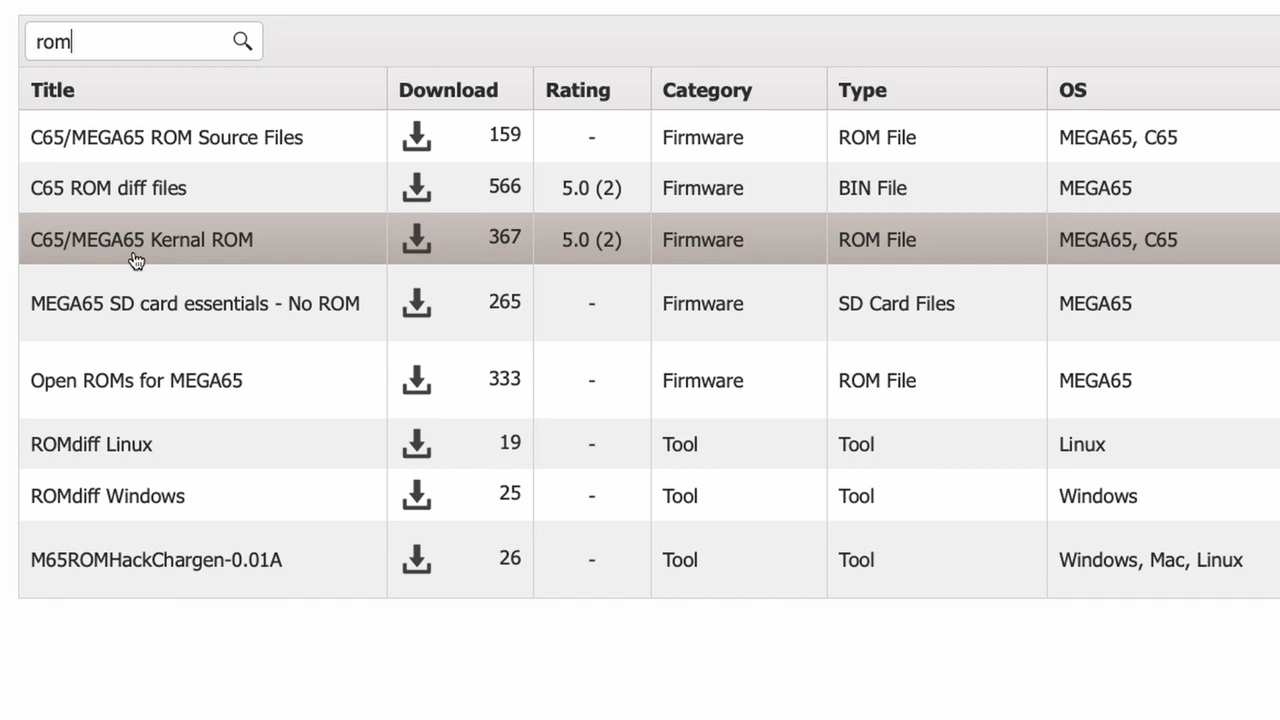 rom
Title Download Rating Category Type OS
C65/MEGA65 ROM Source Files 159 - Firmware ROM File MEGA65, C65
C65 ROM diff files 566 5.0 (2) Firmware BIN File MEGA65
C65/MEGA65 Kernal ROM 367 5.0 (2) Firmware ROM File MEGA65, C65
MEGA65 SD card essentials - No ROM 265 - Firmware SD Card Files MEGA65
Open ROMs for MEGA65 333 - Firmware ROM File MEGA65
ROMdiff Linux 19 - Tool Tool Linux
ROMdiff Windows 25 - Tool Tool Windows
M65ROMHackChargen-0.01A 26 - Tool Tool Windows, Mac, Linux